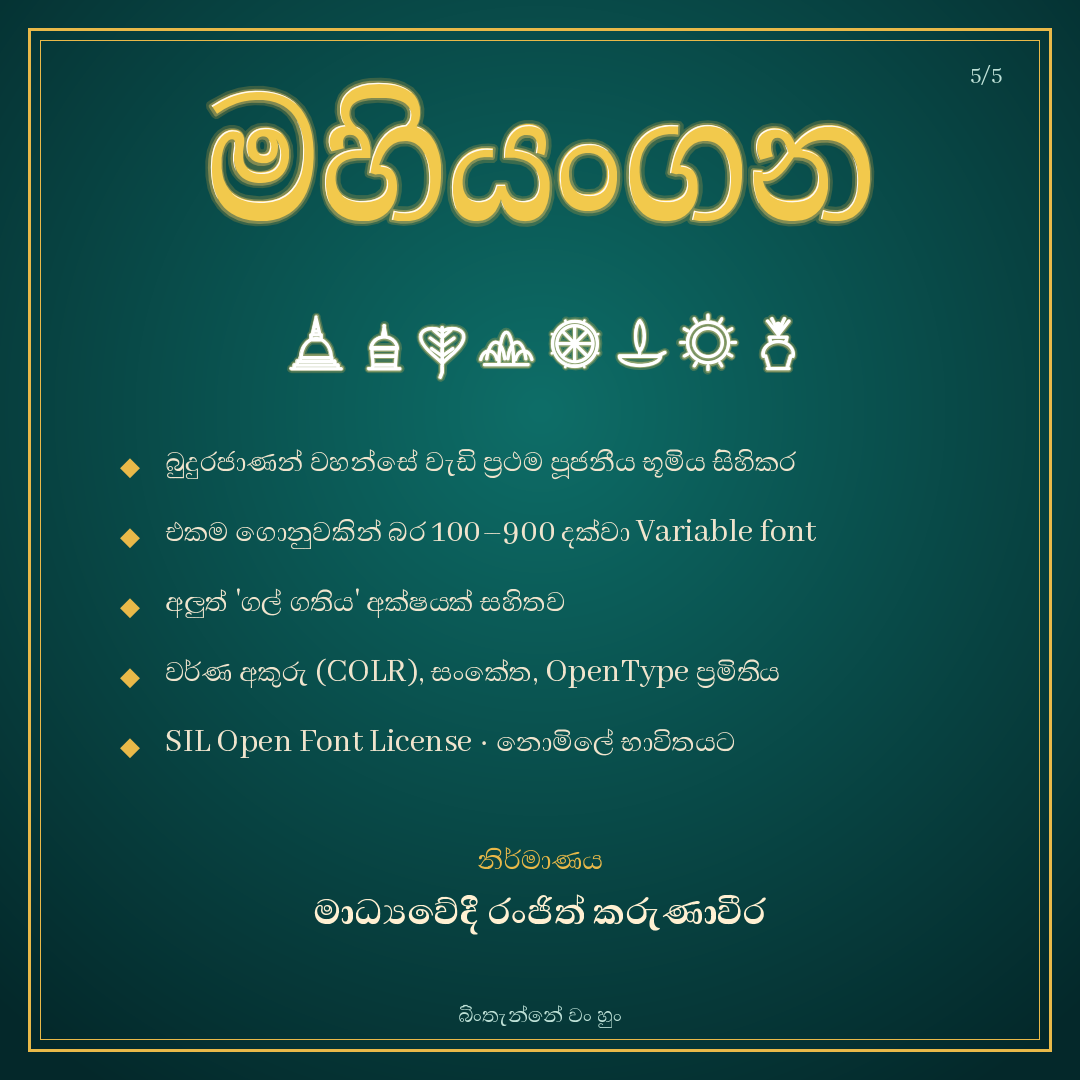 5/5
මහියංගන
බුදුරජාණන් වහන්සේ වැඩි ප්‍රථම පූජනීය භූමිය සිහිකර
එකම ගොනුවකින් බර 100–900 දක්වා Variable font
අලුත් 'ගල් ගතිය' අක්ෂයක් සහිතව
වර්ණ අකුරු (COLR), සංකේත, OpenType ප්‍රමිතිය
SIL Open Font License · නොමිලේ භාවිතයට
නිර්මාණය
මාධ්‍යවේදී රංජිත් කරුණාවීර
බිංතැන්නේ වං හුං